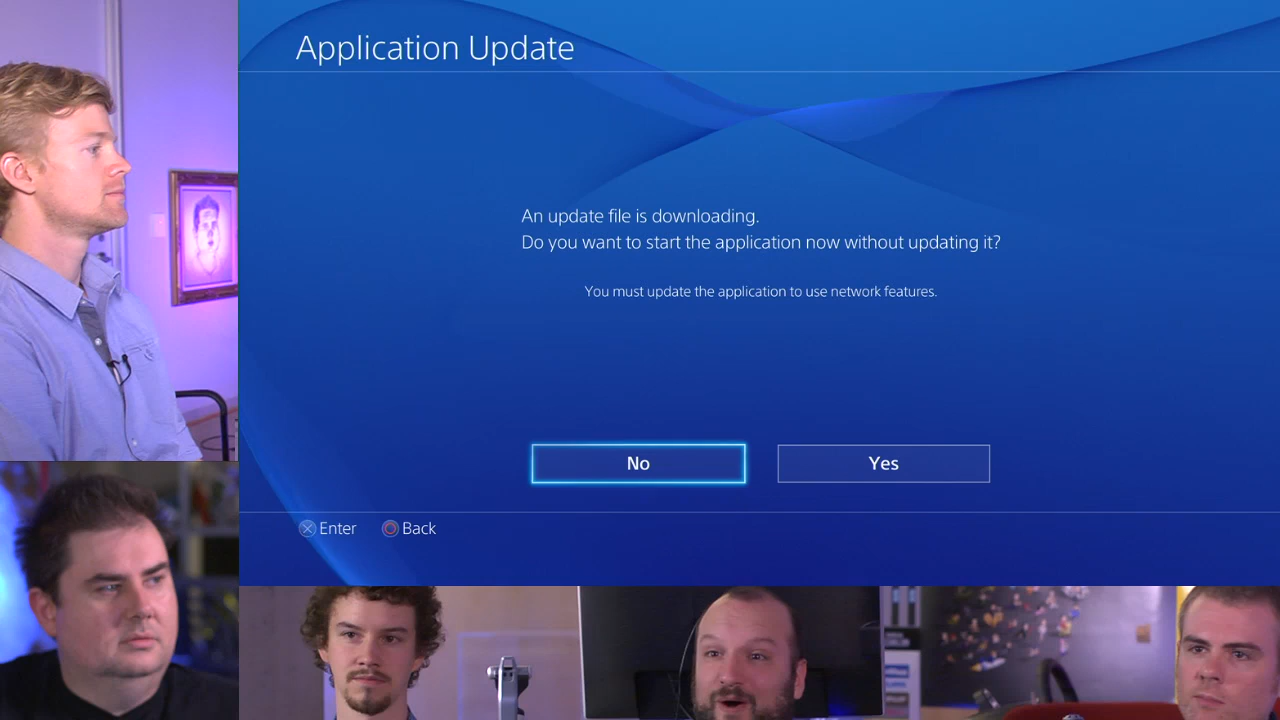 Application Update
An update file is downloading.
Do you want to start the application now without updating it?
You must update the application to use network features.
No
Yes
Enter
Back